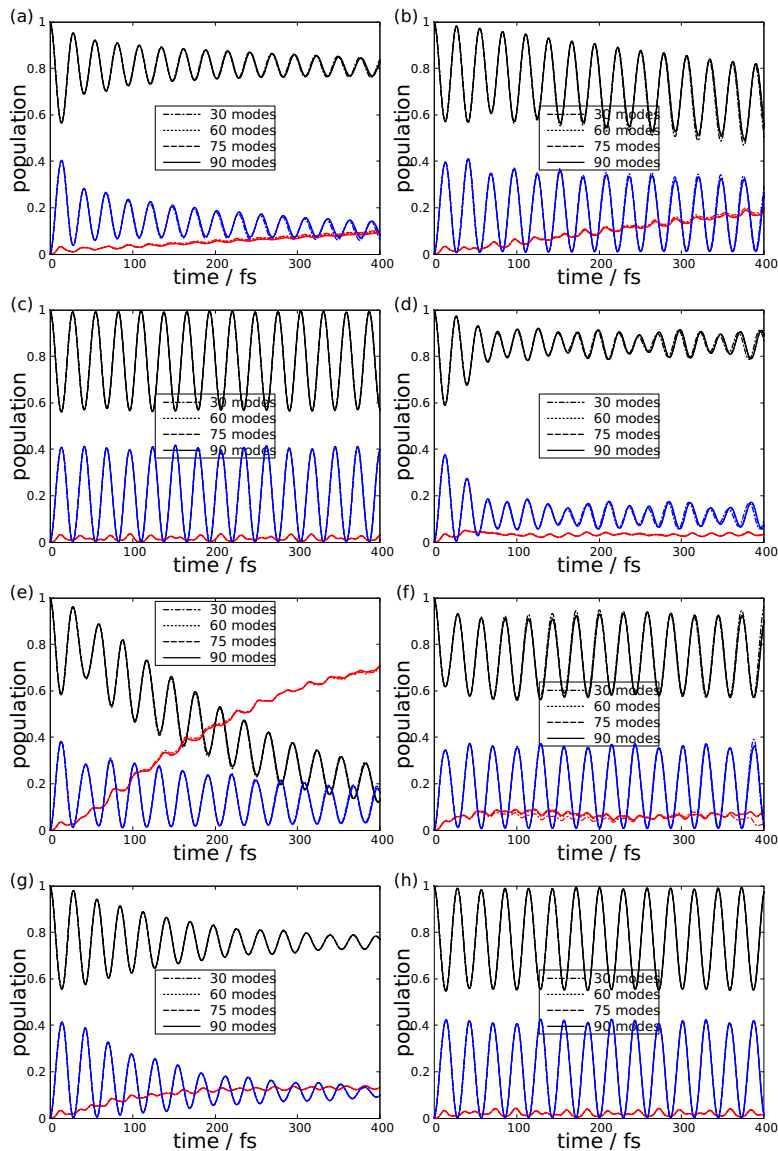 (a)
1
0.8
0.6
0.4
0.2
0
population
30 modes
60 modes
75 modes
90 modes
0 100 200 300 400
time / fs
(b)
1
0.8
0.6
0.4
0.2
0
population
30 modes
60 modes
75 modes
90 modes
0 100 200 300 400
time / fs
(c)
1
0.8
0.6
0.4
0.2
0
population
30 modes
60 modes
75 modes
90 modes
0 100 200 300 400
time / fs
(d)
1
0.8
0.6
0.4
0.2
0
population
30 modes
60 modes
75 modes
90 modes
0 100 200 300 400
time / fs
(e)
1
0.8
0.6
0.4
0.2
0
population
30 modes
60 modes
75 modes
90 modes
0 100 200 300 400
time / fs
(f)
1
0.8
0.6
0.4
0.2
0
population
30 modes
60 modes
75 modes
90 modes
0 100 200 300 400
time / fs
(g)
1
0.8
0.6
0.4
0.2
0
population
30 modes
60 modes
75 modes
90 modes
0 100 200 300 400
time / fs
(h)
1
0.8
0.6
0.4
0.2
0
population
30 modes
60 modes
75 modes
90 modes
0 100 200 300 400
time / fs